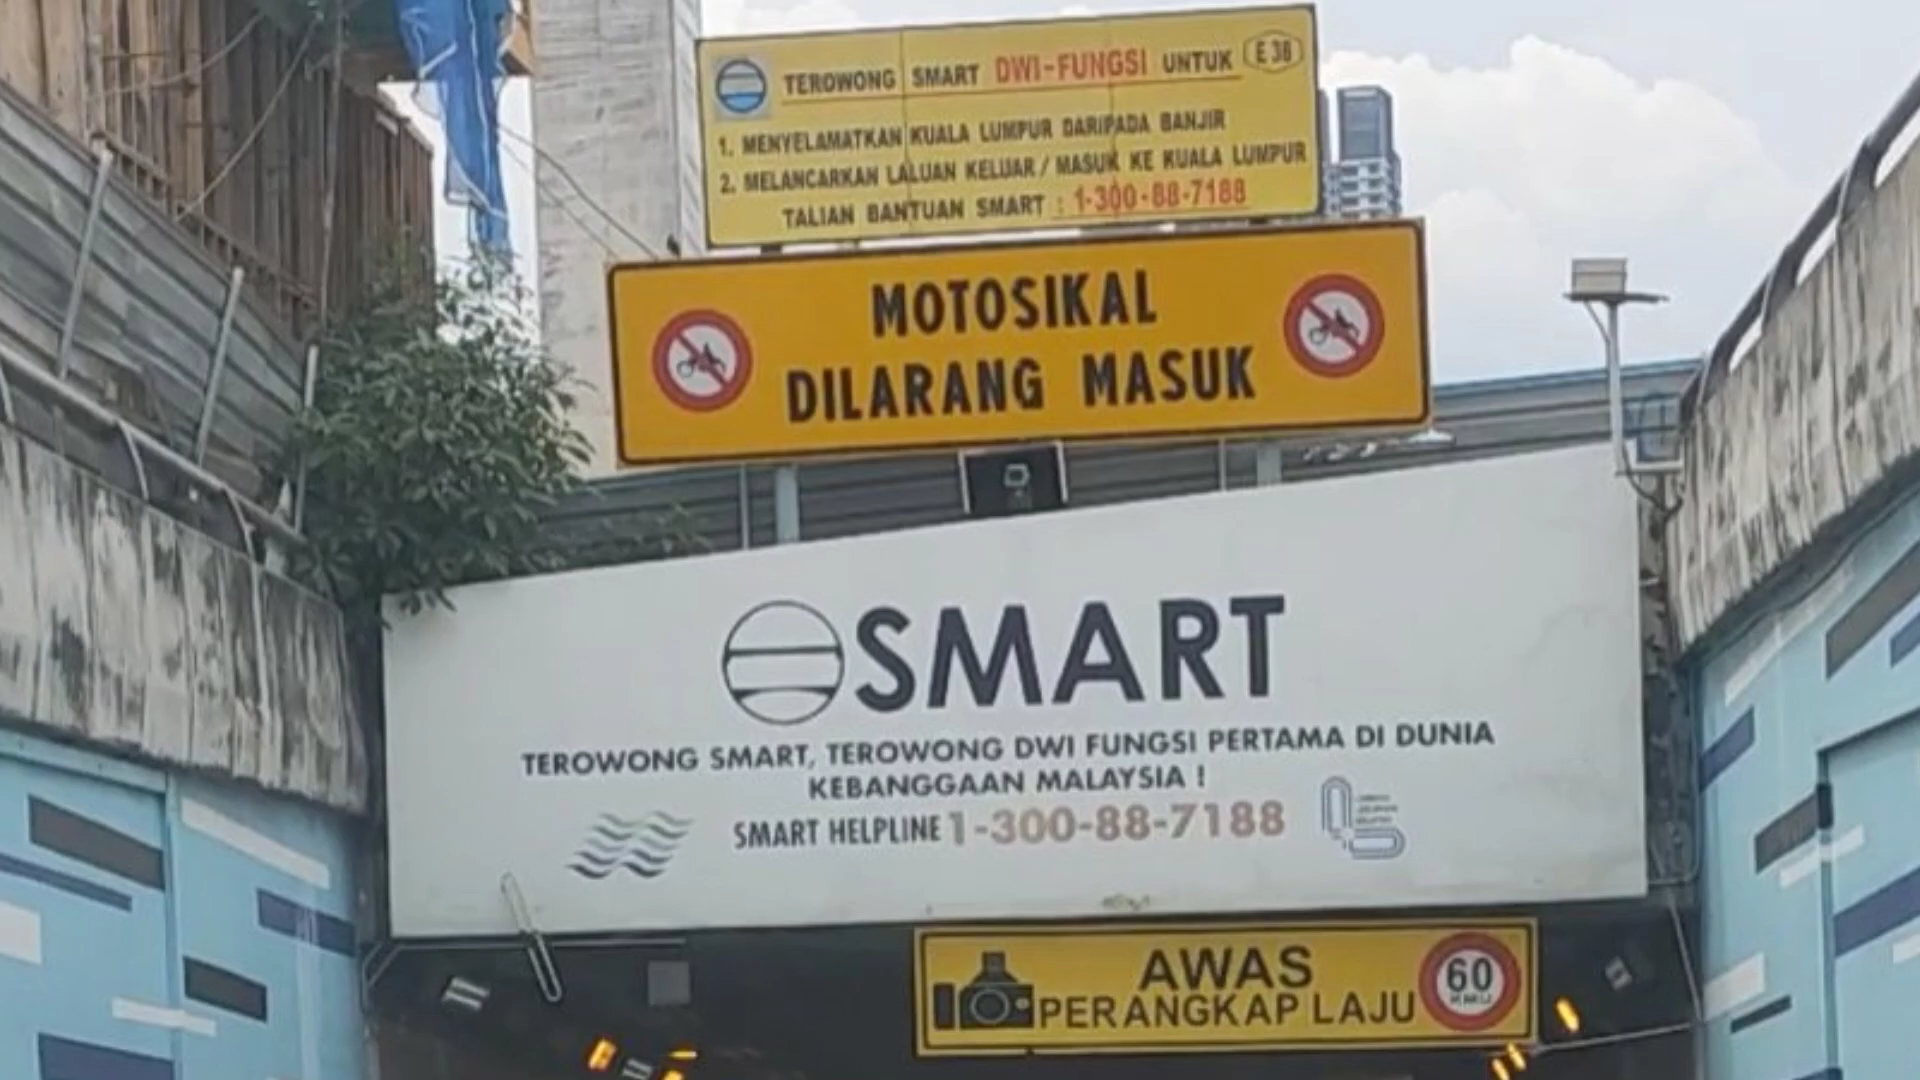 TEROWONG SMART DWI-FUNGSI UNTUK E 38
1. MENYELAMATKAN KUALA LUMPUR DARIPADA BANJIR
2. MELANCARKAN LALUAN KELUAR / MASUK KE KUALA LUMPUR
TALIAN BANTUAN SMART : 1-300-88-7188
MOTOSIKAL
DILARANG MASUK
SMART
TEROWONG SMART, TEROWONG DWI FUNGSI PERTAMA DI DUNIA
KEBANGGAAN MALAYSIA !
SMART HELPLINE 1-300-88-7188
AWAS
PERANGKAP LAJU
60
KM/J